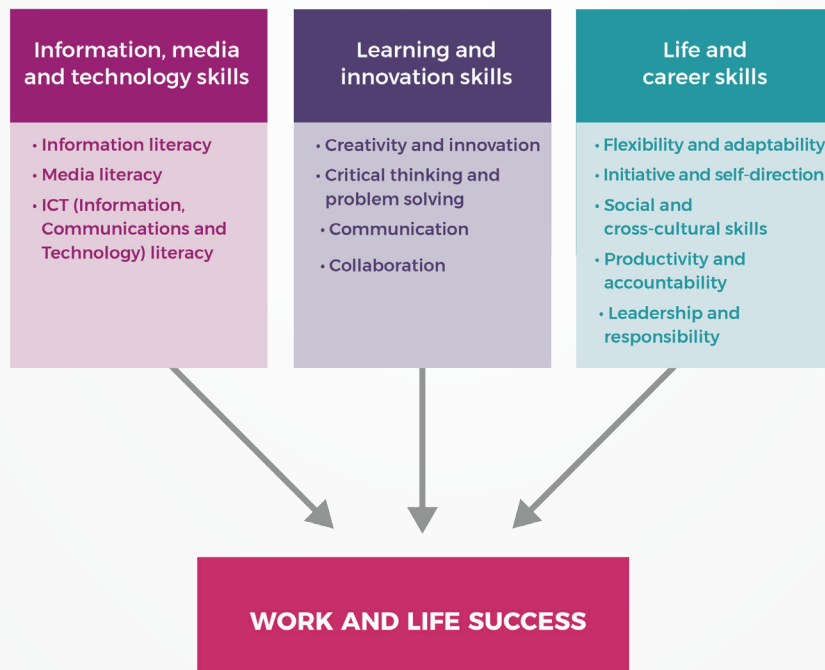 Information, media
and technology skills
• Information literacy
• Media literacy
• ICT (Information,
Communications and
Technology) literacy
Learning and
innovation skills
• Creativity and innovation
• Critical thinking and
problem solving
• Communication
• Collaboration
Life and
career skills
• Flexibility and adaptability
• Initiative and self-direction
• Social and
cross-cultural skills
• Productivity and
accountability
• Leadership and
responsibility
WORK AND LIFE SUCCESS